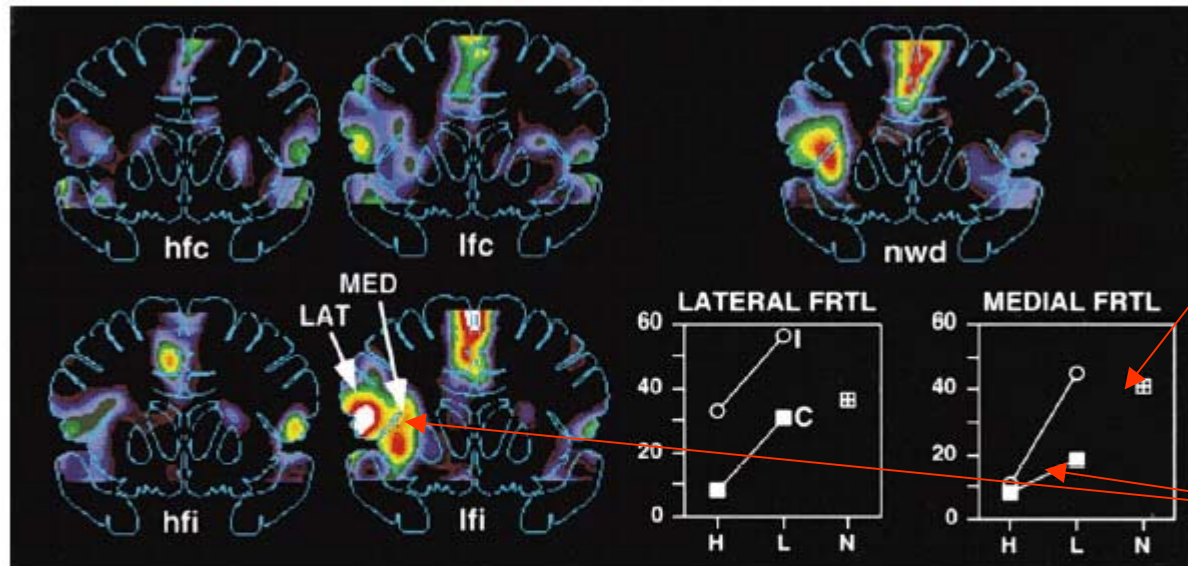 hfc
lfc
nwd
LAT
MED
hfi
lfi
LATERAL FRTL
60
40
20
0
I
C
H L N
MEDIAL FRTL
60
40
20
0
H L N